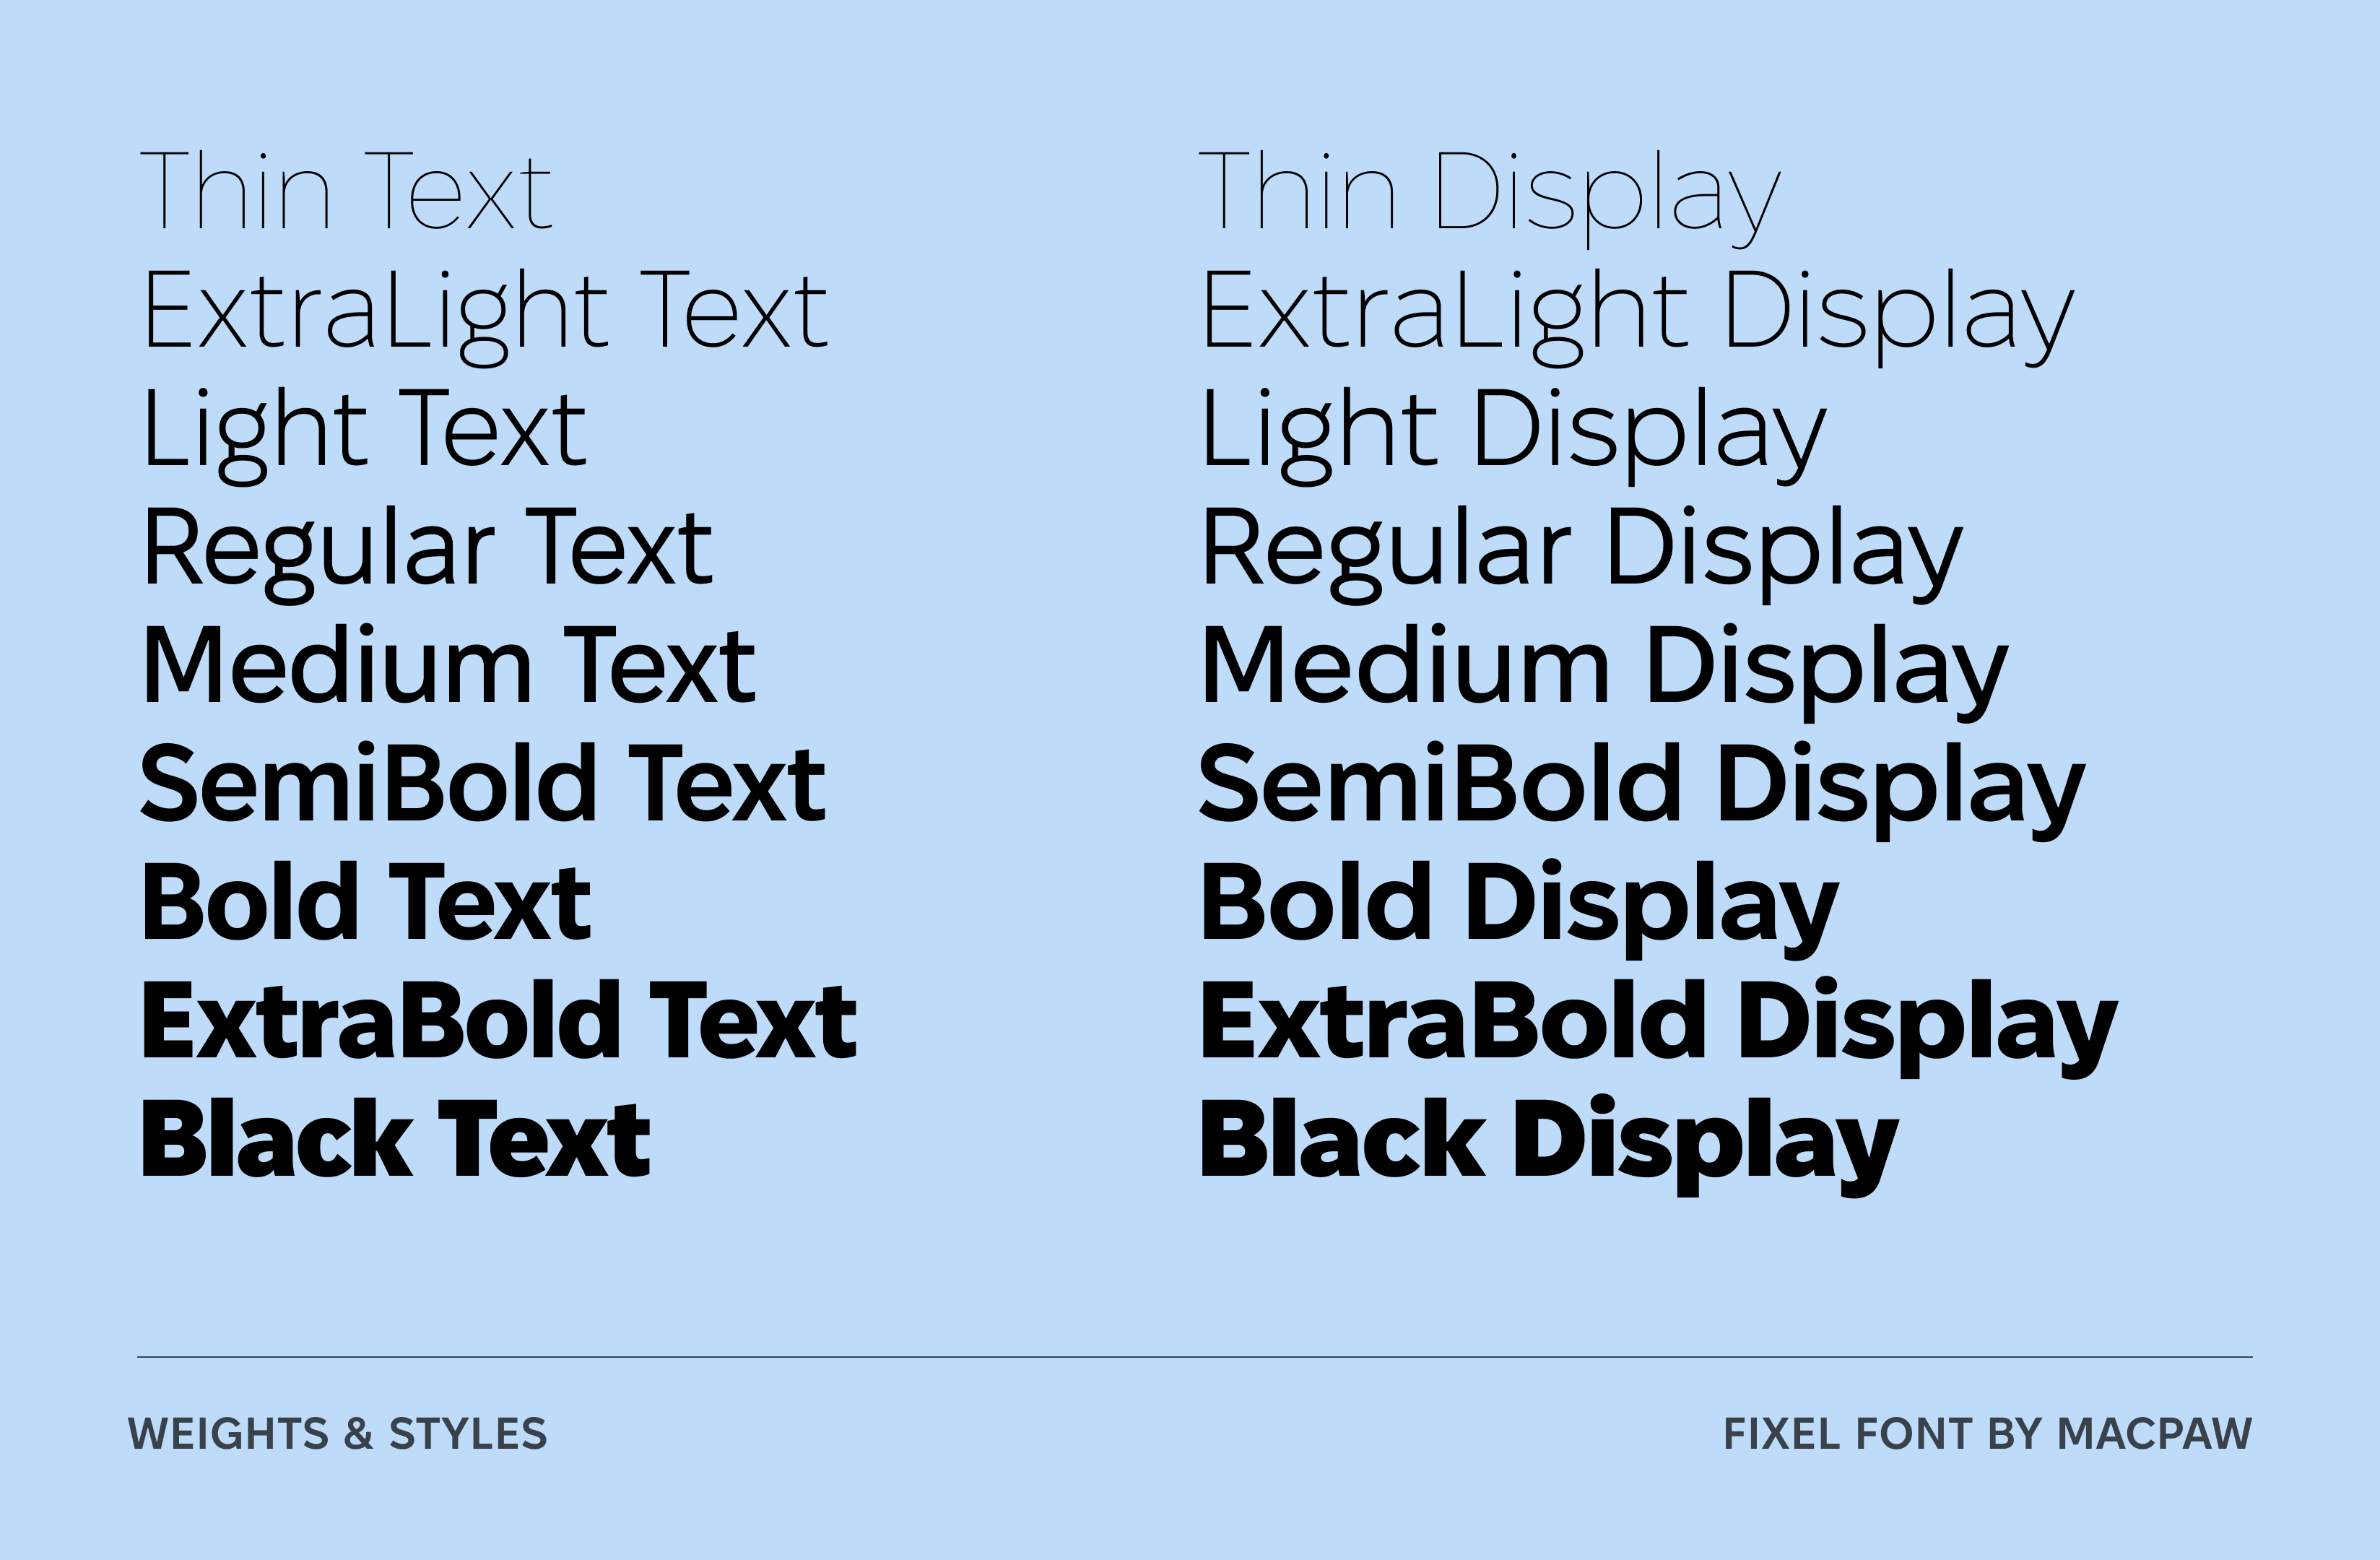 Thin Text
ExtraLight Text
Light Text
Regular Text
Medium Text
SemiBold Text
Bold Text
ExtraBold Text
Black Text
Thin Display
ExtraLight Display
Light Display
Regular Display
Medium Display
SemiBold Display
Bold Display
ExtraBold Display
Black Display
WEIGHTS & STYLES
FIXEL FONT BY MACPAW